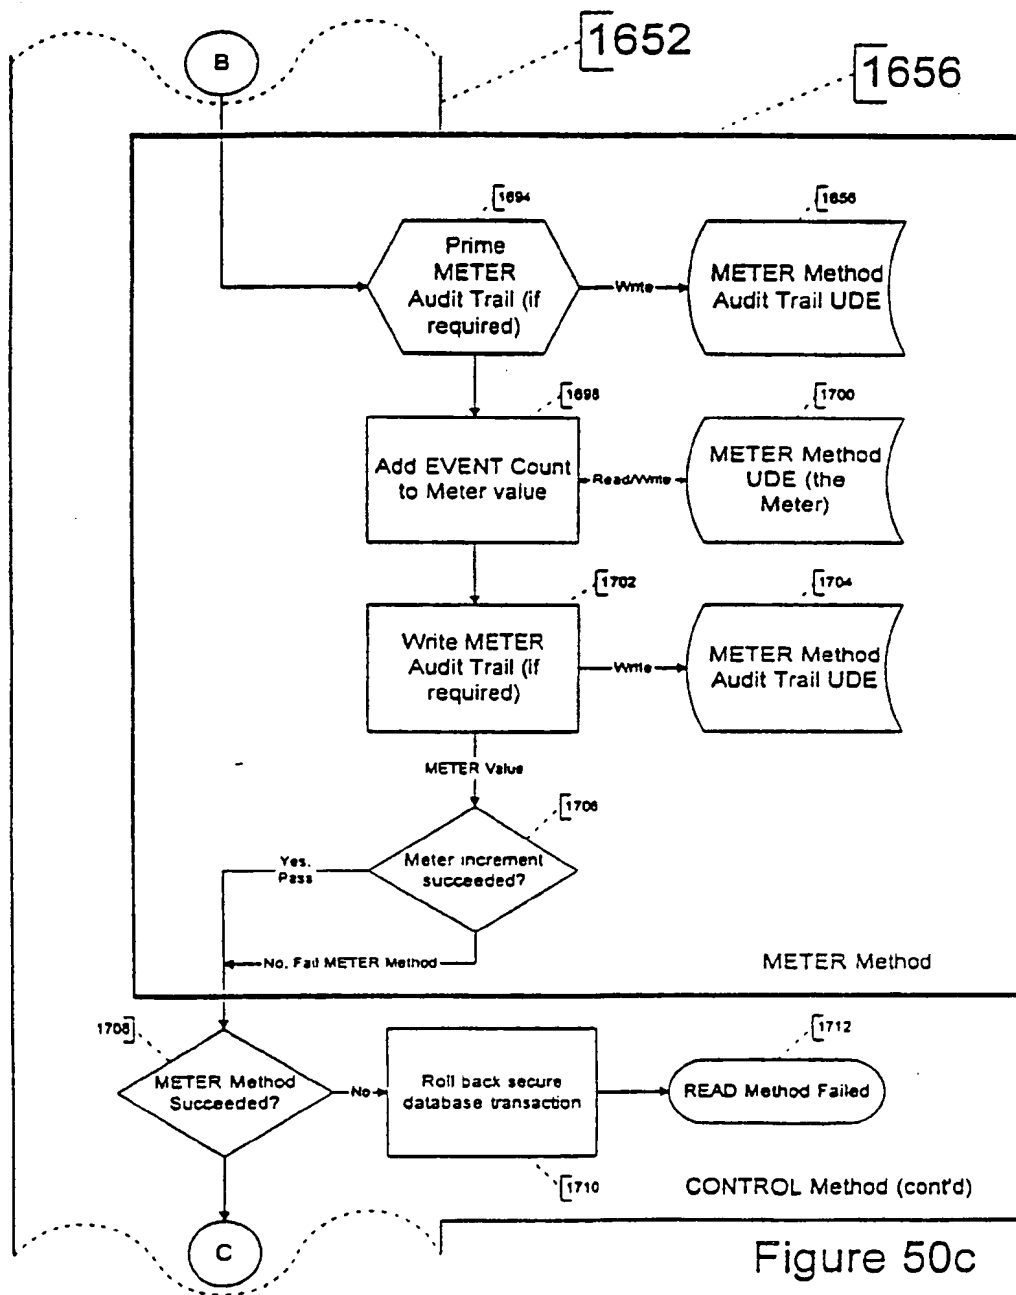 1652
B
1656
1694
Prime
METER
Audit Trail (if
required)
Write
1656
METER Method
Audit Trail UDE
1698
Add EVENT Count
to Meter value
Read/Write
1700
METER Method
UDE (the
Meter)
1702
Write METER
Audit Trail (if
required)
Write
1704
METER Method
Audit Trail UDE
METER Value
1706
Meter increment
succeeded?
Yes,
Pass
No, Fail METER Method
METER Method
1708
METER Method
Succeeded?
No
Roll back secure
database transaction
1710
1712
READ Method Failed
CONTROL Method (cont'd)
C
Figure 50c